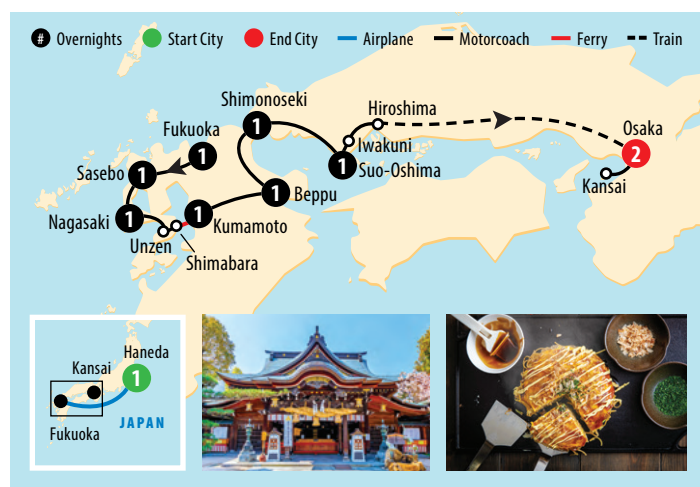 # Overnights Start City End City Airplane Motorcoach Ferry Train
Shimonoseki
1
Hiroshima
Fukuoka
1
Iwakuni
Osaka
2
Sasebo
1
1
Suo-Oshima
Kansai
Beppu
1
Nagasaki
1
1
Kumamoto
Unzen
Shimabara
Haneda
1
Kansai
Fukuoka
JAPAN